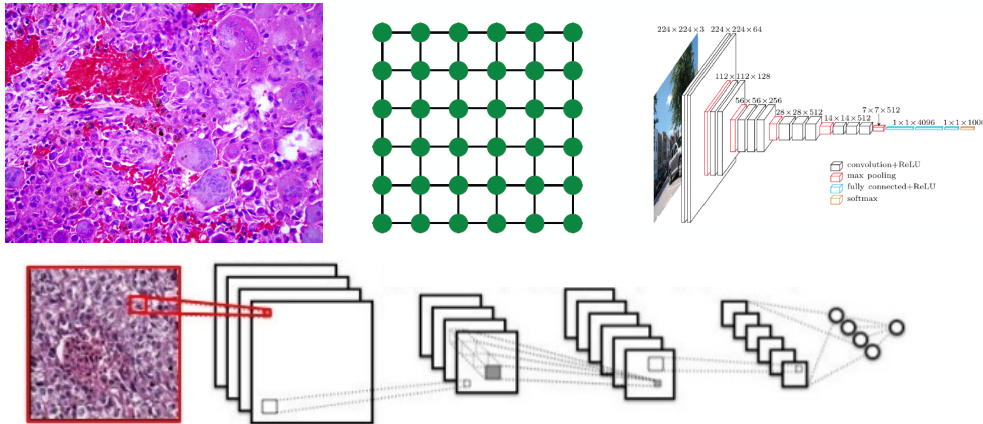 224×224×3 224×224×64
112×112×128
56×56×256
28×28×512
14×14×512
7×7×512
1×1×4096 1×1×1000
convolution+ReLU
max pooling
fully connected+ReLU
softmax